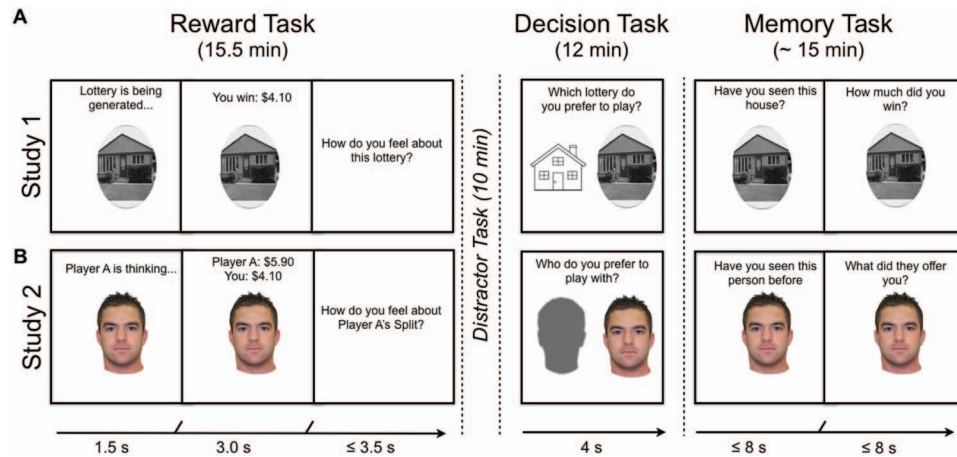 A
Reward Task
(15.5 min)
Decision Task
(12 min)
Memory Task
(~ 15 min)
Study 1
Lottery is being
generated...
You win: $4.10
How do you feel about
this lottery?
Distractor Task (10 min)
Which lottery do
you prefer to play?
Have you seen this
house?
How much did you
win?
B
Study 2
Player A is thinking...
Player A: $5.90
You: $4.10
How do you feel about
Player A's Split?
Who do you prefer to
play with?
Have you seen this
person before
What did they offer
you?
1.5 s
3.0 s
≤ 3.5 s
4 s
≤ 8 s
≤ 8 s